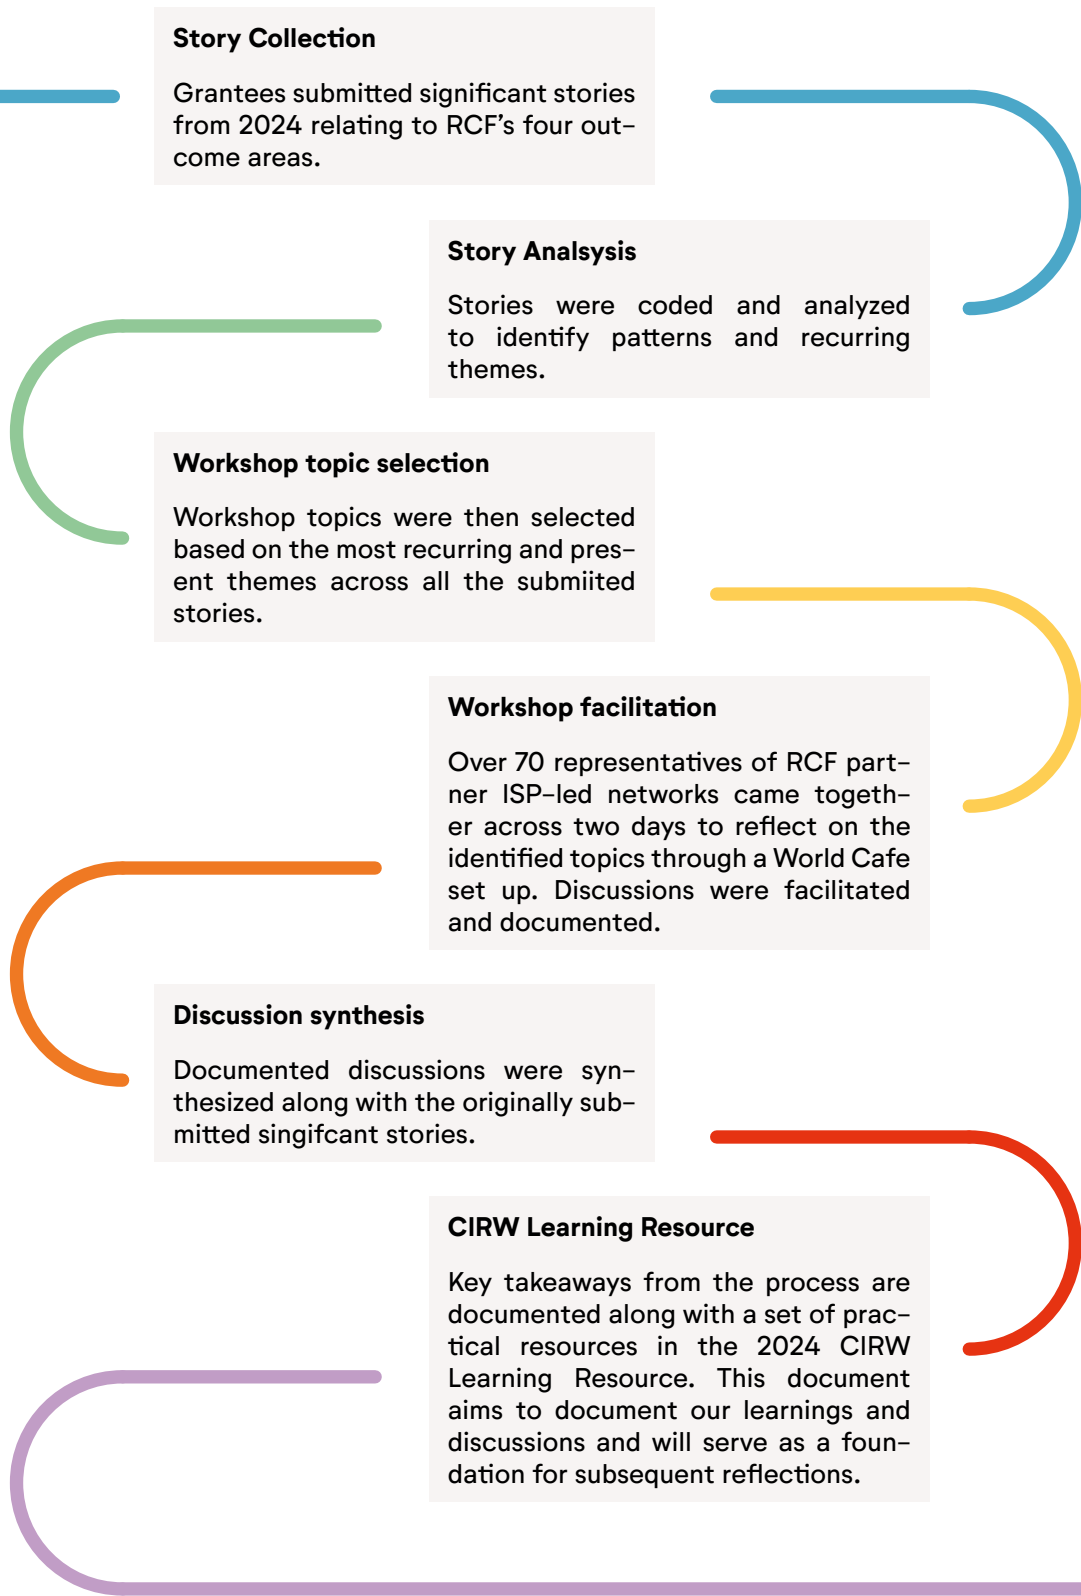 Story Collection
Grantees submitted significant stories
from 2024 relating to RCF’s four out-
come areas.
Story Analsysis
Stories were coded and analyzed
to identify patterns and recurring
themes.
Workshop topic selection
Workshop topics were then selected
based on the most recurring and pres-
ent themes across all the submiited
stories.
Workshop facilitation
Over 70 representatives of RCF part-
ner ISP-led networks came togeth-
er across two days to reflect on the
identified topics through a World Cafe
set up. Discussions were facilitated
and documented.
Discussion synthesis
Documented discussions were syn-
thesized along with the originally sub-
mitted singifcant stories.
CIRW Learning Resource
Key takeaways from the process are
documented along with a set of prac-
tical resources in the 2024 CIRW
Learning Resource. This document
aims to document our learnings and
discussions and will serve as a foun-
dation for subsequent reflections.